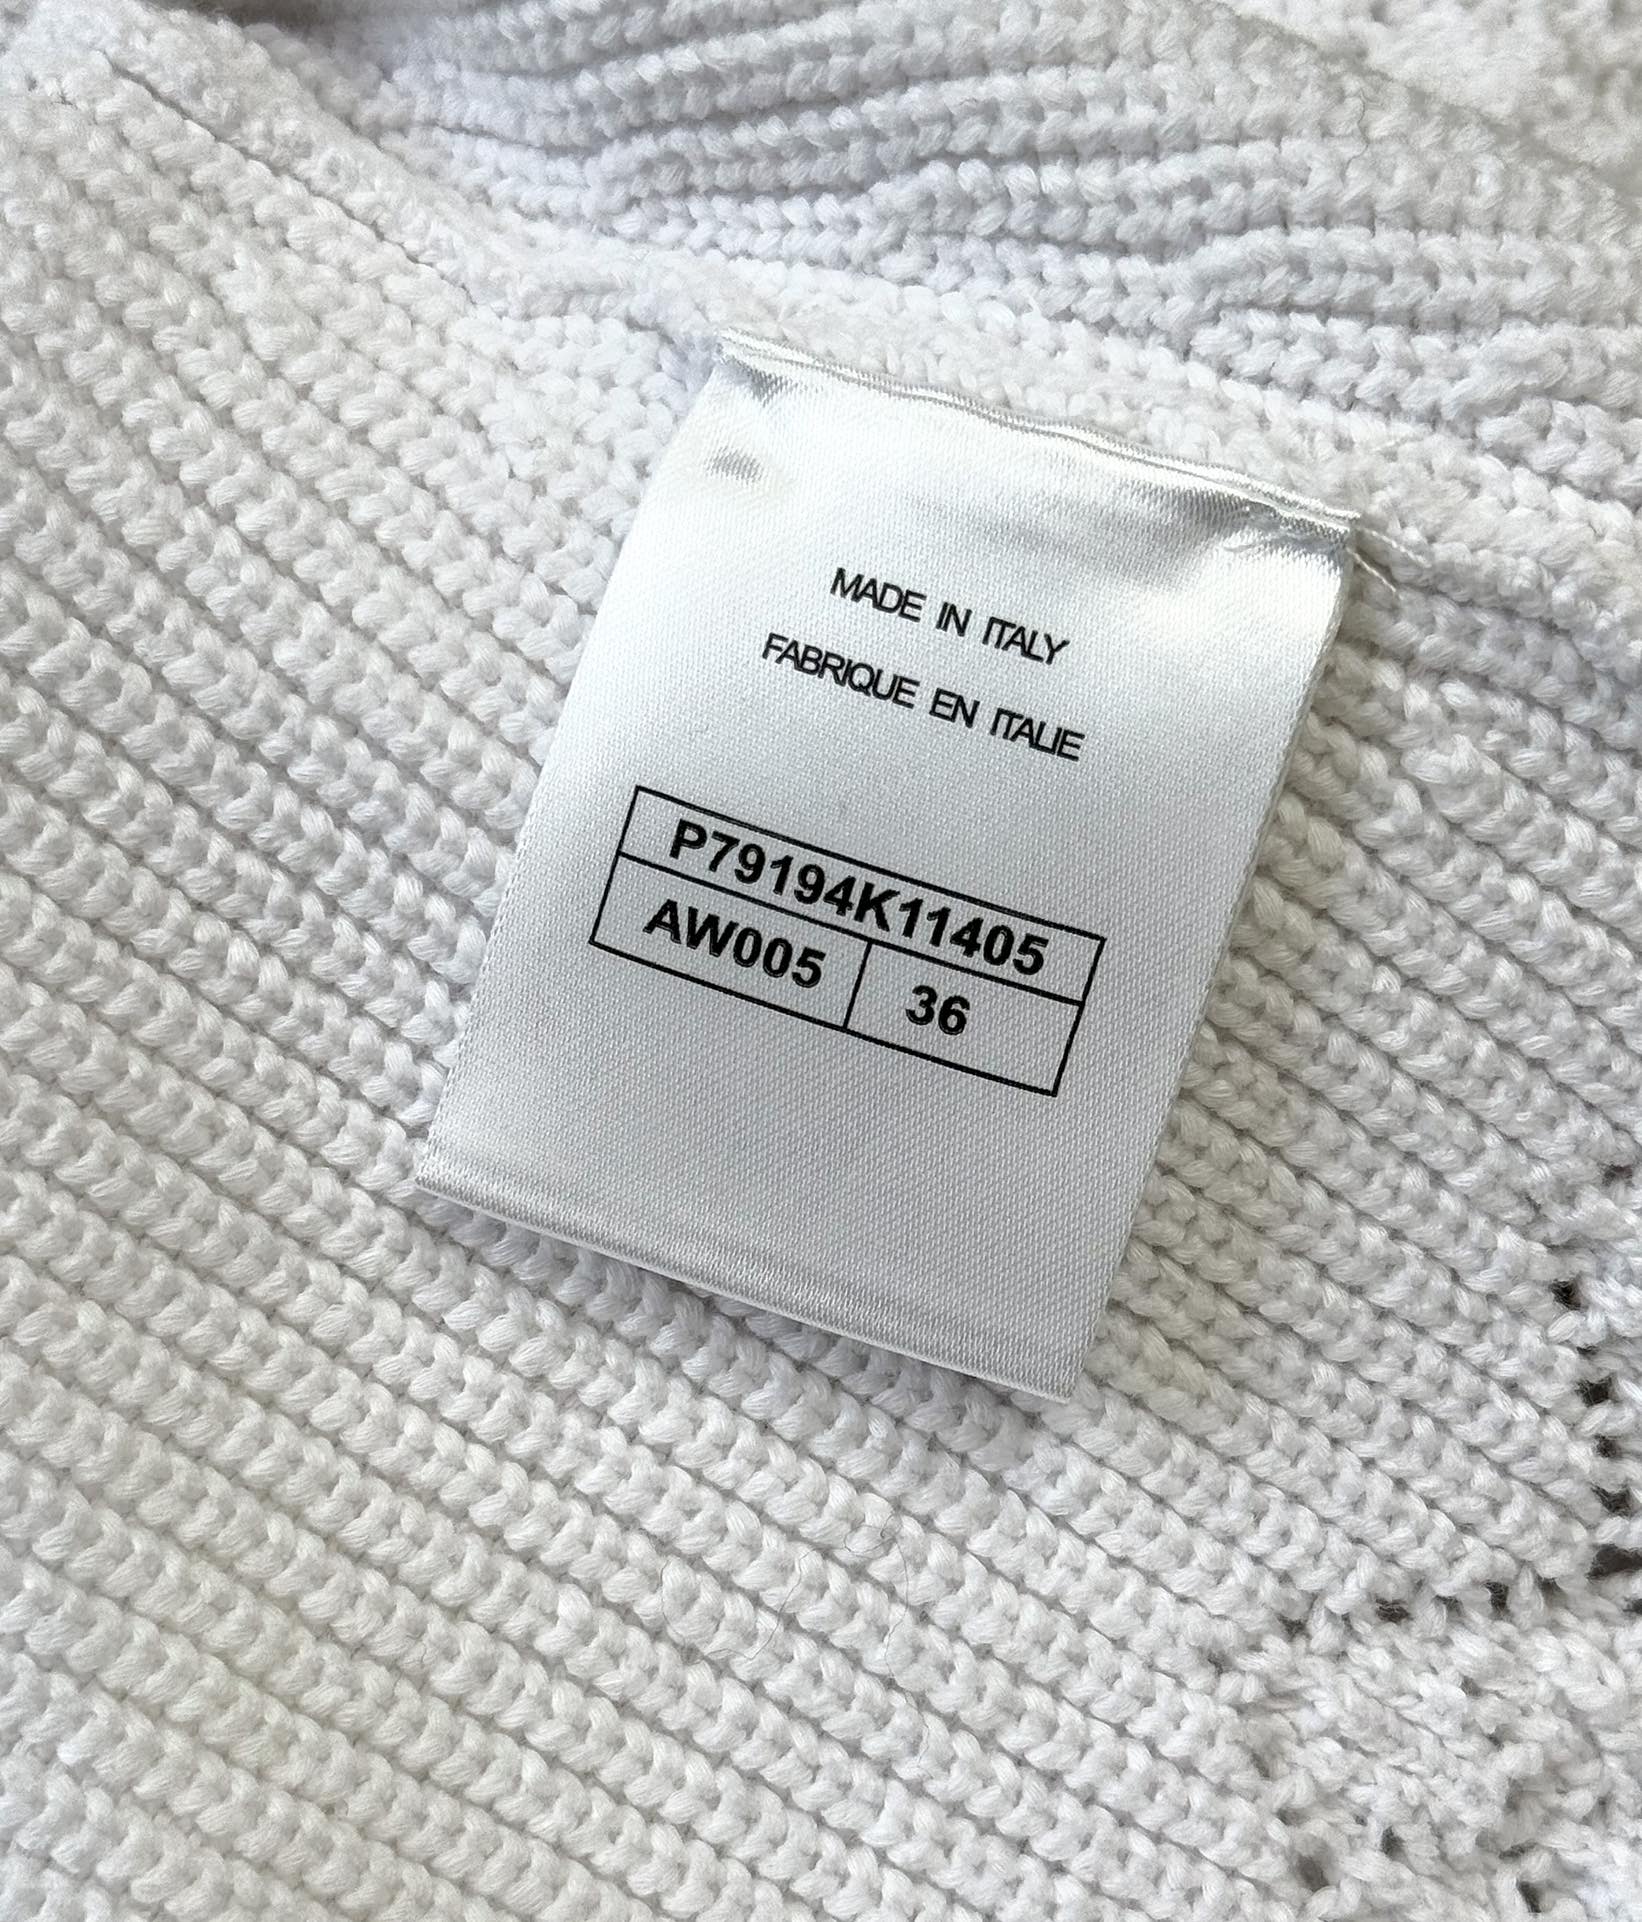 MADE IN ITALY
FABRIQUE EN ITALIE
P79194K11405
AW005 36